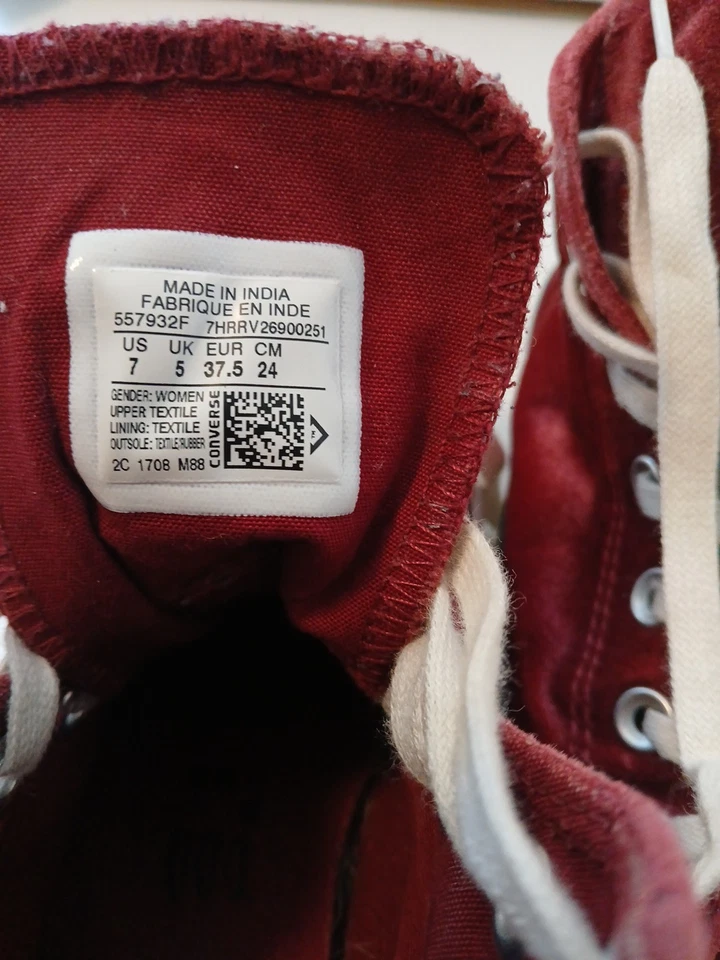 MADE IN INDIA
FABRIQUE EN INDE
557932F 7HRRV26900251
US UK EUR CM
7 5 37.5 24
GENDER: WOMEN
UPPER TEXTILE
LINING: TEXTILE
OUTSOLE: TEXTILE/RUBBER
2C 1708 M88
CONVERSE